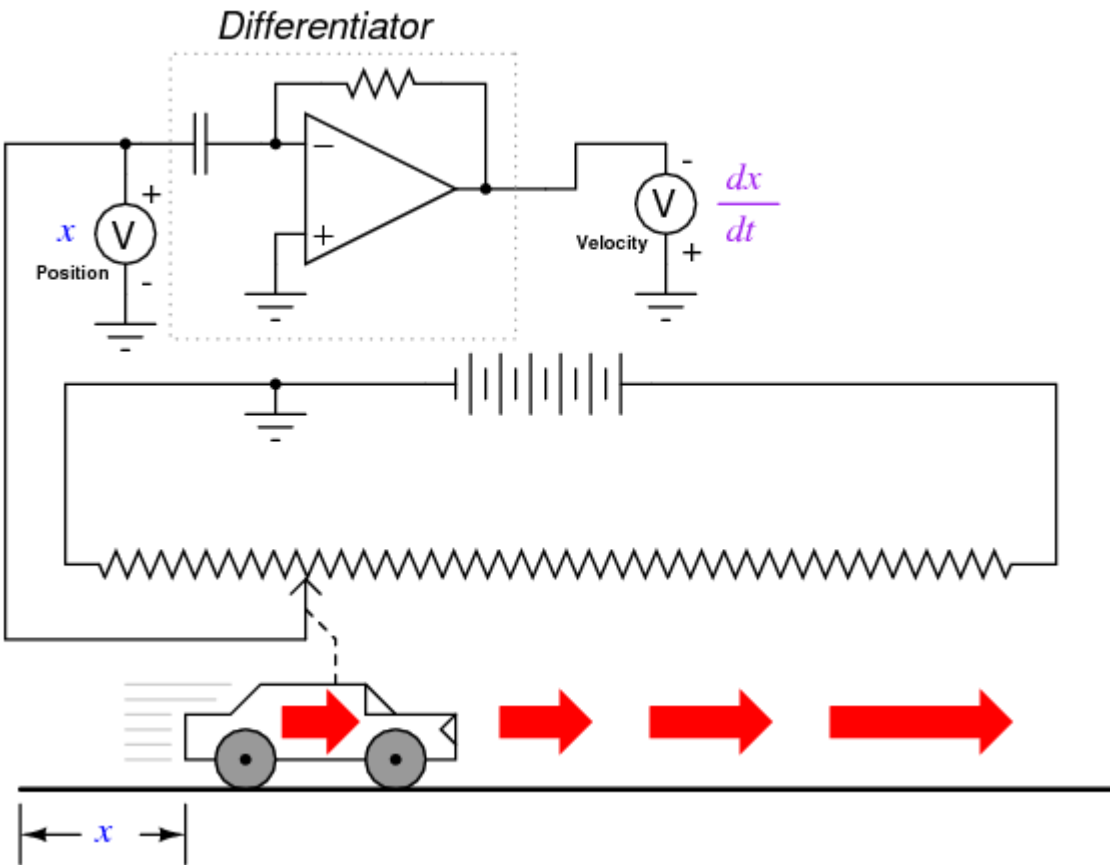 Differentiator
−
+
V
x
Position
+
-
-
V
Velocity
+
dx
dt
x